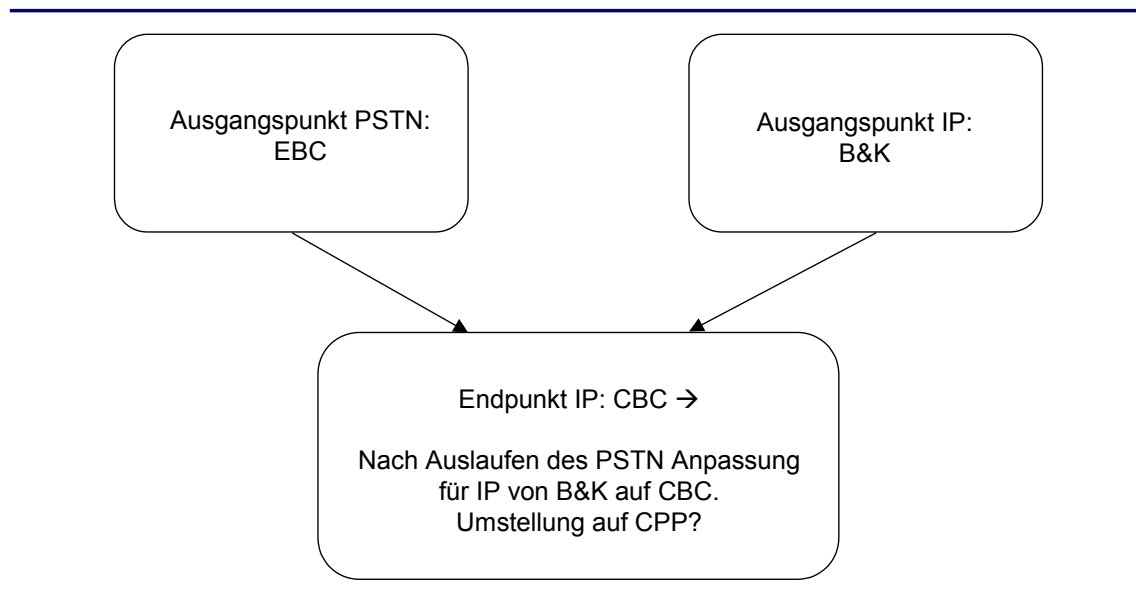 Ausgangspunkt PSTN:
EBC
Ausgangspunkt IP:
B&K
Endpunkt IP: CBC →
Nach Auslaufen des PSTN Anpassung
für IP von B&K auf CBC.
Umstellung auf CPP?